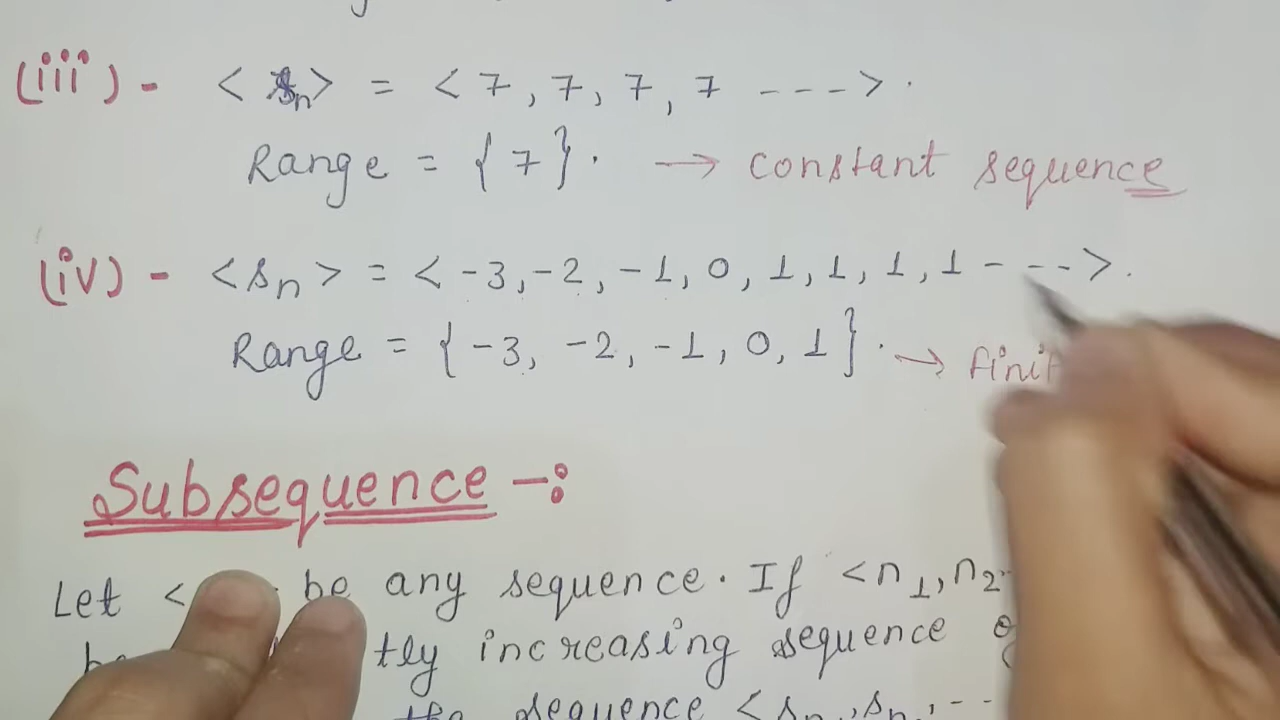 (iii) - < sₙ > = < 7, 7, 7, 7 ---- > .
Range = {7}. → constant sequence
(iv) - < sₙ > = < -3, -2, -1, 0, 1, 1, 1, 1 - -- > .
Range = {-3, -2, -1, 0, 1}. →
Subsequence -:
Let < be any sequence. If < n₁, n₂
increasing sequence
sequence < sₙ , sₙ , - -